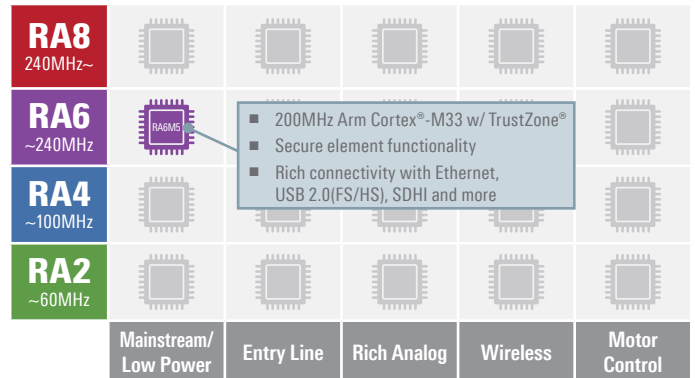 RA8
240MHz~
RA6
~240MHz
RA6M5
■ 200MHz Arm Cortex®-M33 w/ TrustZone®
■ Secure element functionality
■ Rich connectivity with Ethernet,
USB 2.0(FS/HS), SDHI and more
RA4
~100MHz
RA2
~60MHz
Mainstream/
Low Power
Entry Line
Rich Analog
Wireless
Motor
Control